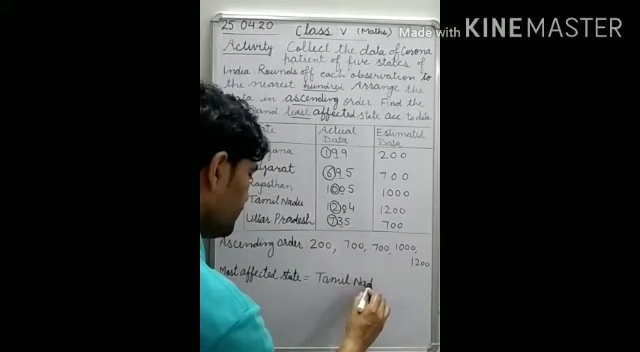 25.04.20 Class V (Maths)
Made with KINEMASTER
Activity Collect the data of Corona
patient of five states of
India. Rounds off each observation to
the nearest hundred Arrange the
data in ascending order Find the
and least affected state acc to data
Actual Data Estimated Data
199 200
695 700
Rajasthan 1005 1000
Tamil Nadu 1204 1200
Uttar Pradesh 735 700
Ascending order: 200, 700, 700, 1000,
1200
Most affected state = Tamil Nad